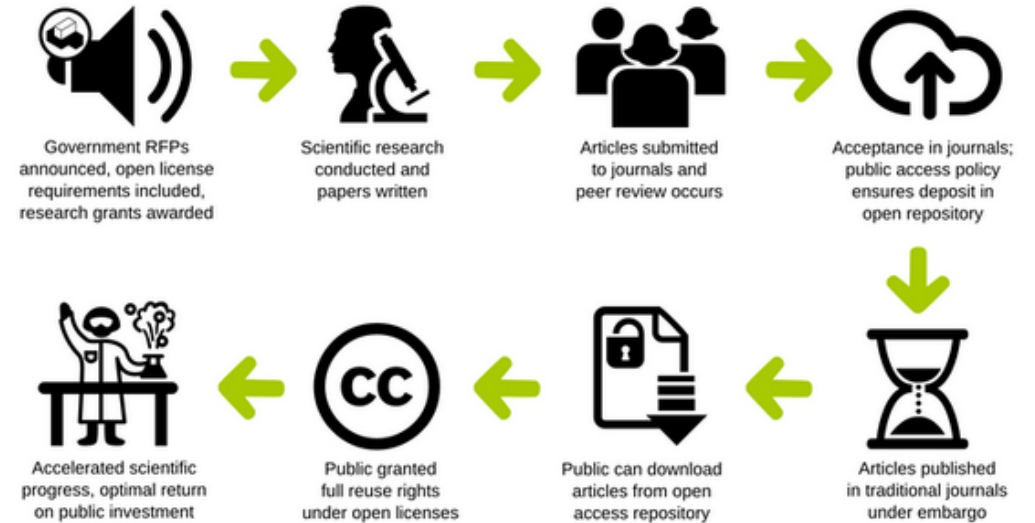 Government RFPs
announced, open license
requirements included,
research grants awarded
Scientific research
conducted and
papers written
Articles submitted
to journals and
peer review occurs
Acceptance in journals;
public access policy
ensures deposit in
open repository
Articles published
in traditional journals
under embargo
Public can download
articles from open
access repository
CC
Public granted
full reuse rights
under open licenses
Accelerated scientific
progress, optimal return
on public investment